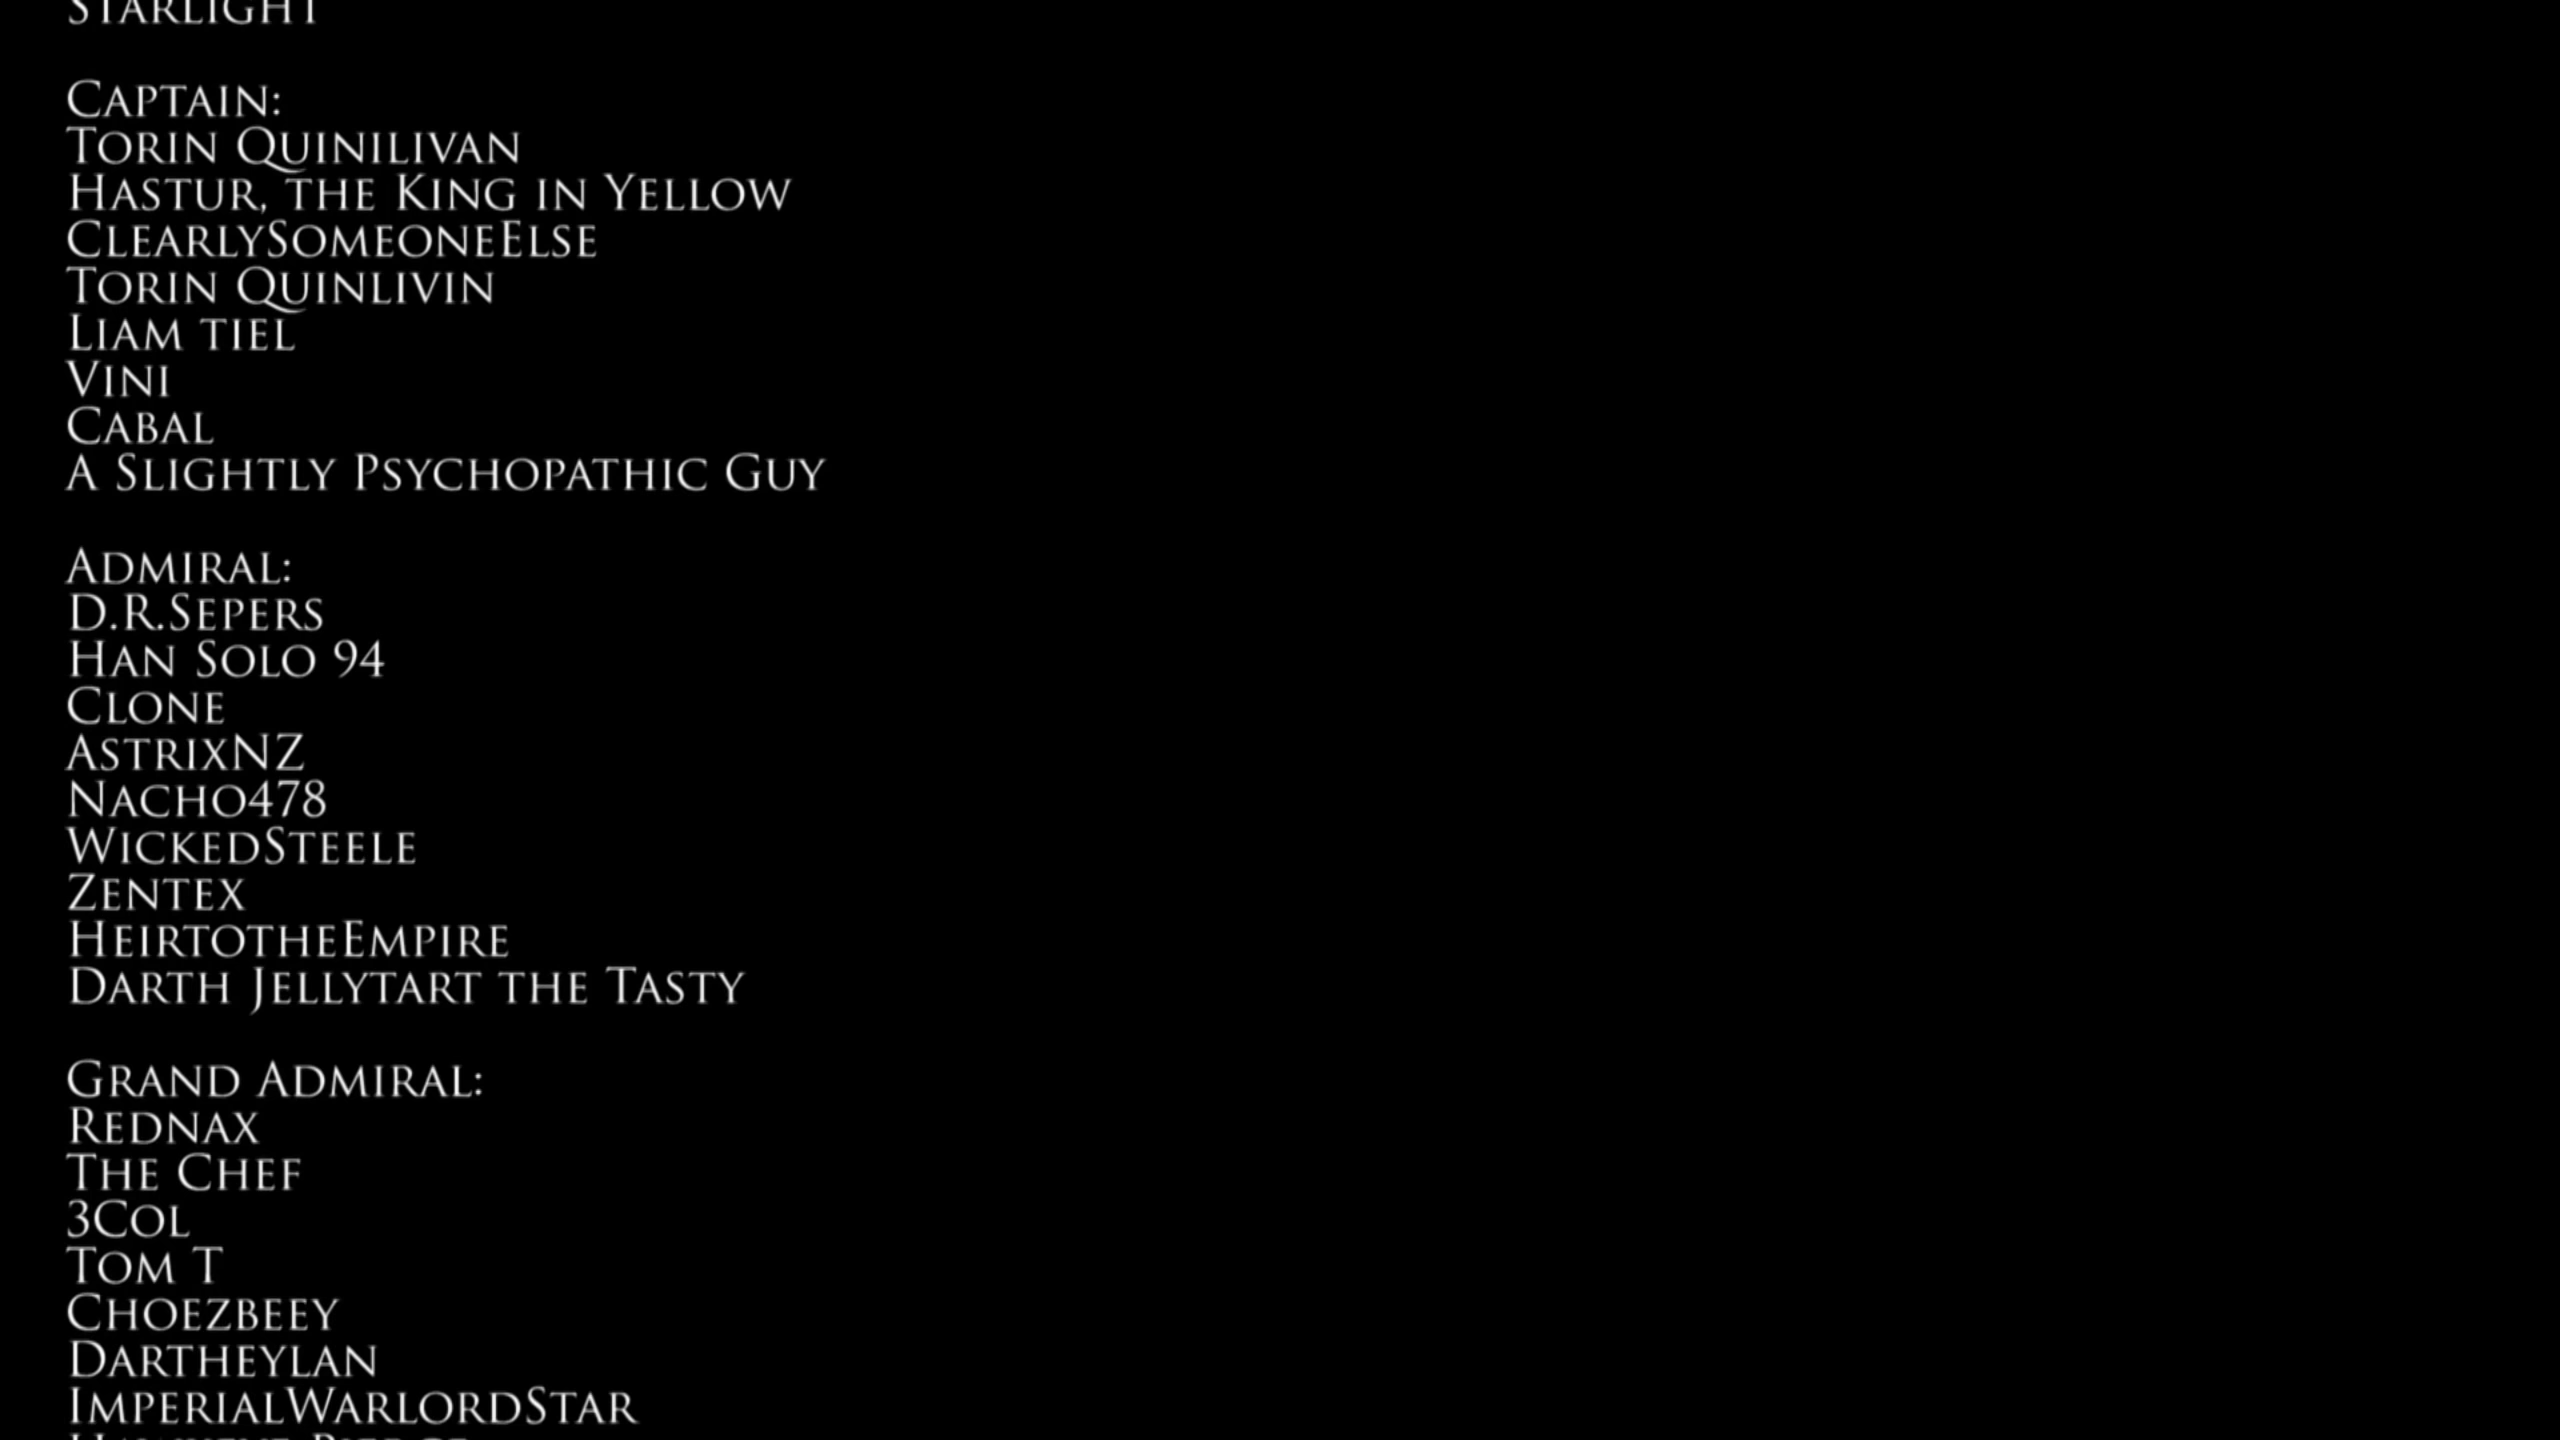 Starlight
Captain:
Torin Quinilivan
Hastur, the King in Yellow
ClearlySomeoneElse
Torin Quinlivin
Liam tiel
Vini
Cabal
A Slightly Psychopathic Guy
Admiral:
D.R.Sepers
Han Solo 94
Clone
AstrixNZ
Nacho478
WickedSteele
Zentex
HeirtotheEmpire
Darth Jellytart the Tasty
Grand Admiral:
Rednax
The Chef
3Col
Tom T
Choezbeey
Dartheylan
ImperialWarlordStar